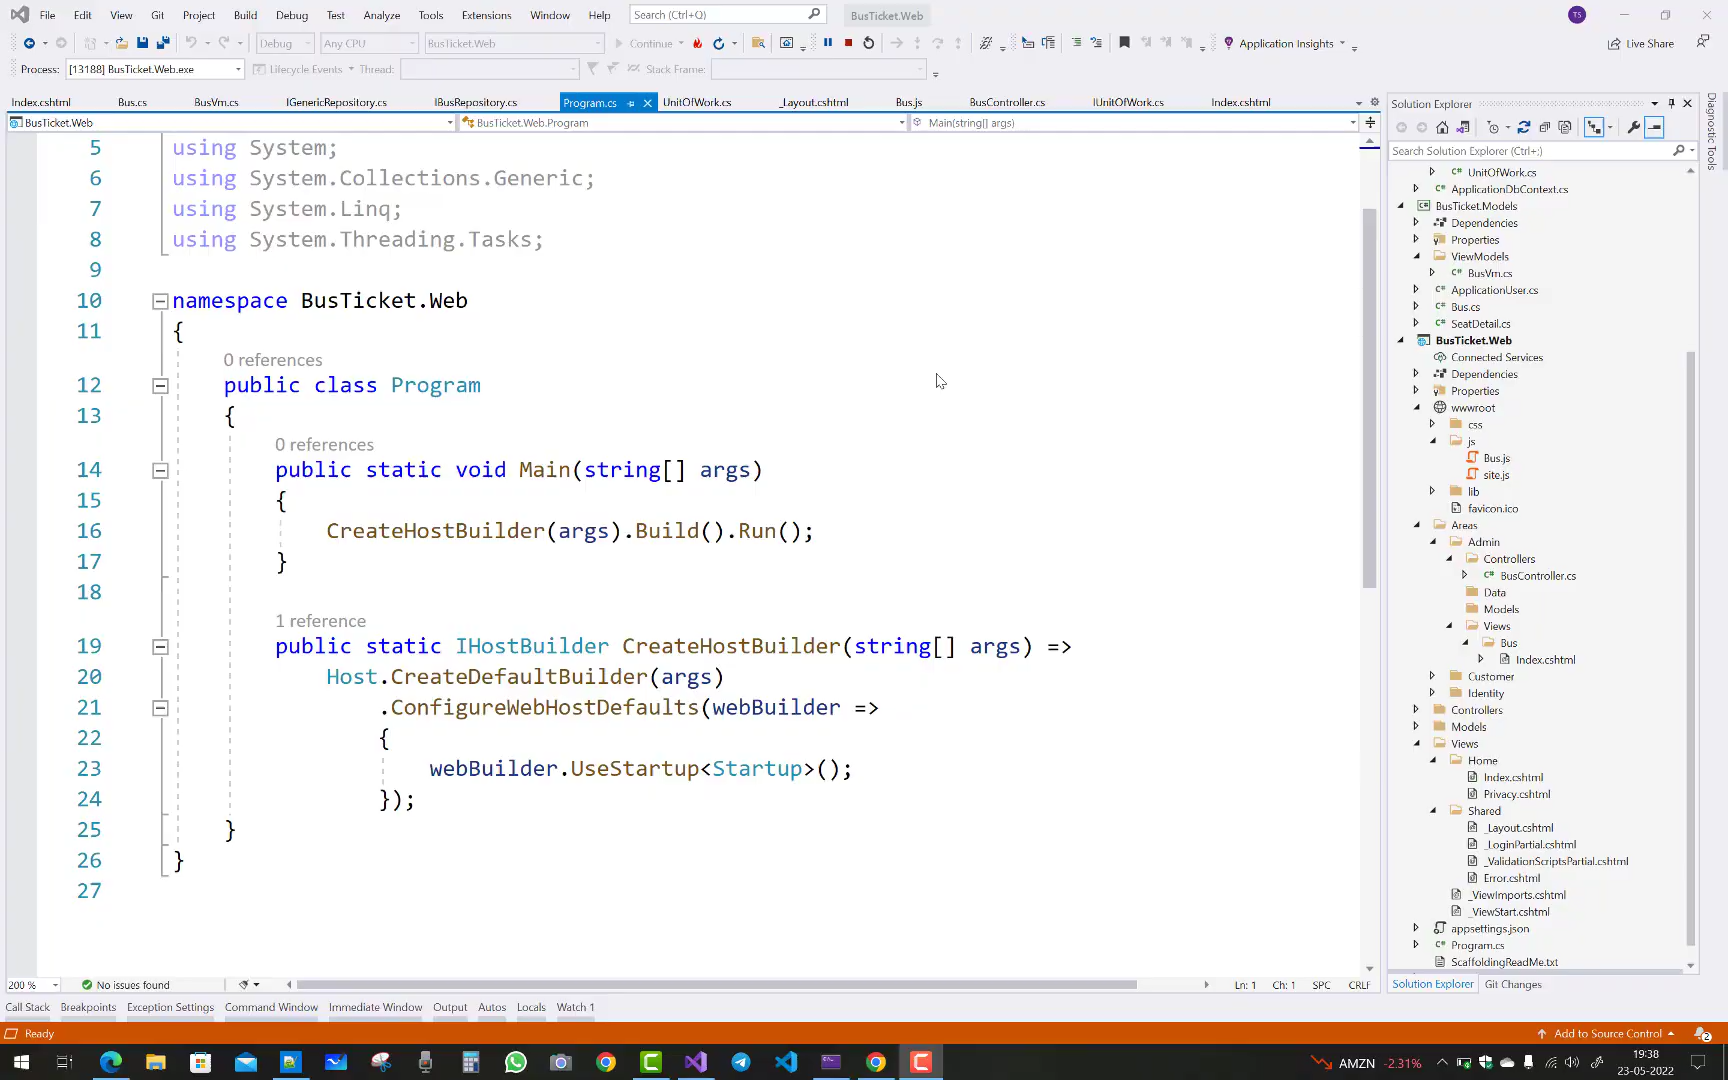 File Edit View Git Project Build Debug Test Analyze Tools Extensions Window Help Search (Ctrl+Q) BusTicket.Web TS
Debug Any CPU BusTicket.Web Continue Application Insights Live Share
Process: [13188] BusTicket.Web.exe Lifecycle Events Thread: Stack Frame:
Index.cshtml Bus.cs BusVm.cs IGenericRepository.cs IBusRepository.cs Program.cs UnitOfWork.cs _Layout.cshtml Bus.js BusController.cs IUnitOfWork.cs Index.cshtml
BusTicket.Web BusTicket.Web.Program Main(string[] args)
5 using System;
6 using System.Collections.Generic;
7 using System.Linq;
8 using System.Threading.Tasks;
9
10 namespace BusTicket.Web
11 {
0 references
12 public class Program
13 {
0 references
14 public static void Main(string[] args)
15 {
16 CreateHostBuilder(args).Build().Run();
17 }
18
1 reference
19 public static IHostBuilder CreateHostBuilder(string[] args) =>
20 Host.CreateDefaultBuilder(args)
21 .ConfigureWebHostDefaults(webBuilder =>
22 {
23 webBuilder.UseStartup<Startup>();
24 });
25 }
26 }
27
200 % No issues found Ln: 1 Ch: 1 SPC CRLF
Call Stack Breakpoints Exception Settings Command Window Immediate Window Output Autos Locals Watch 1
Solution Explorer
Search Solution Explorer (Ctrl+;)
C# UnitOfWork.cs
C# ApplicationDbContext.cs
BusTicket.Models
Dependencies
Properties
ViewModels
C# BusVm.cs
C# ApplicationUser.cs
C# Bus.cs
C# SeatDetail.cs
BusTicket.Web
Connected Services
Dependencies
Properties
wwwroot
css
js
Bus.js
site.js
lib
favicon.ico
Areas
Admin
Controllers
C# BusController.cs
Data
Models
Views
Bus
Index.cshtml
Customer
Identity
Controllers
Models
Views
Home
Index.cshtml
Privacy.cshtml
Shared
_Layout.cshtml
_LoginPartial.cshtml
_ValidationScriptsPartial.cshtml
Error.cshtml
_ViewImports.cshtml
_ViewStart.cshtml
appsettings.json
C# Program.cs
ScaffoldingReadMe.txt
Solution Explorer Git Changes
Diagnostic Tools
Ready Add to Source Control 2
AMZN -2.31% 19:38
23-05-2022